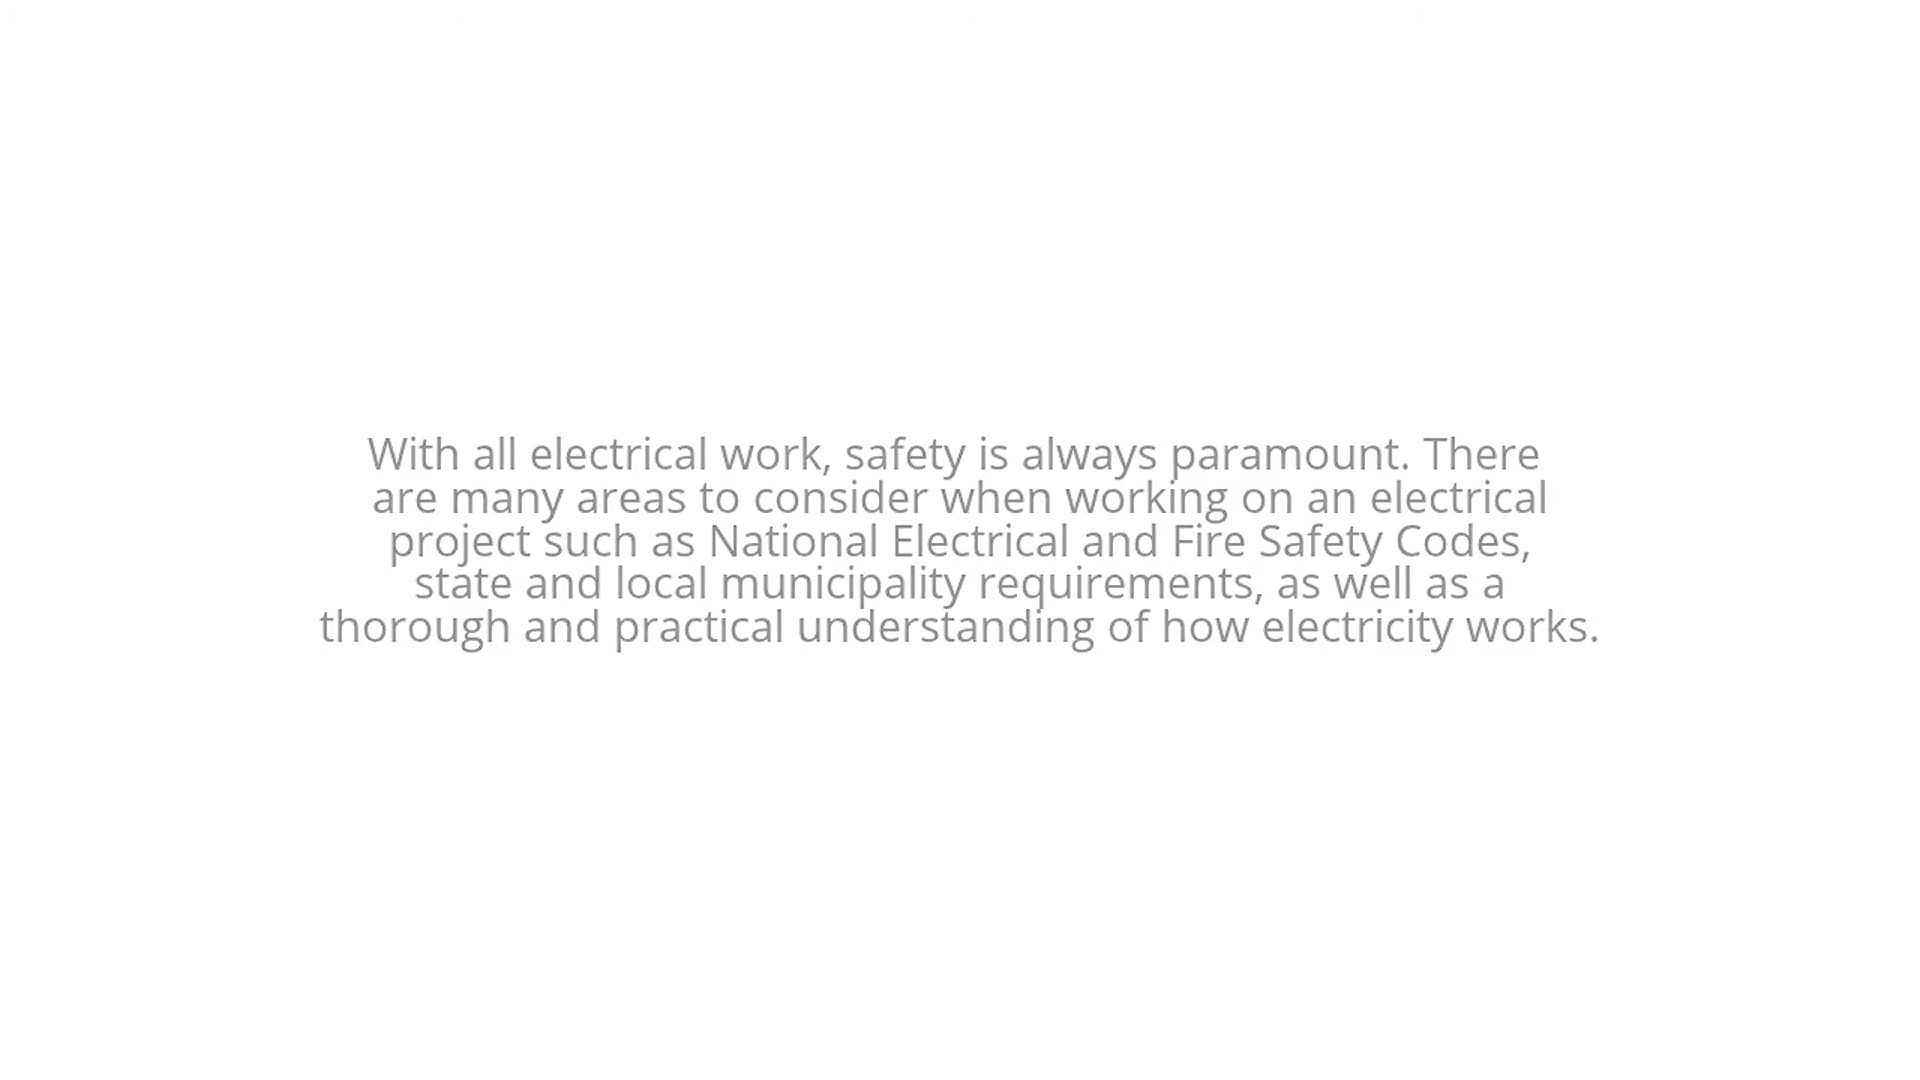 With all electrical work, safety is always paramount. There
are many areas to consider when working on an electrical
project such as National Electrical and Fire Safety Codes,
state and local municipality requirements, as well as a
thorough and practical understanding of how electricity works.